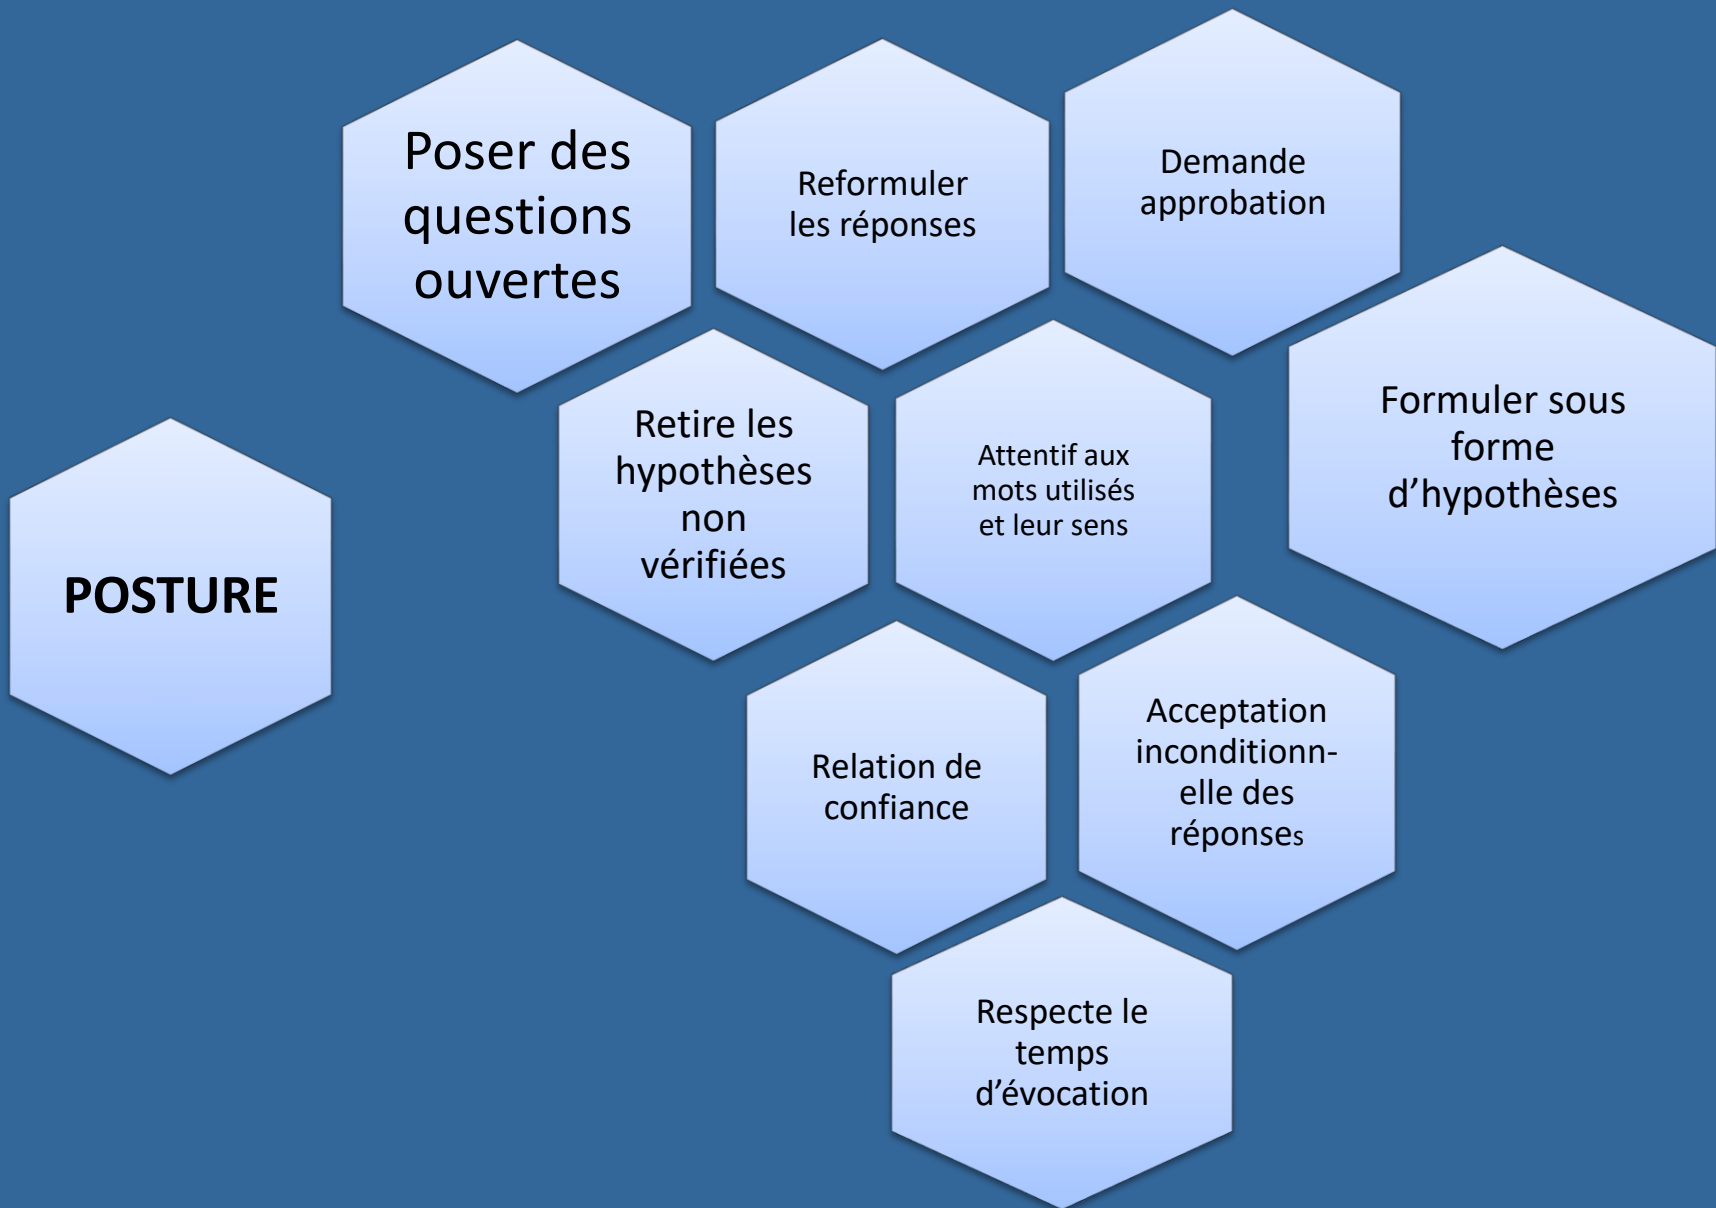 Poser des
questions
ouvertes
Reformuler
les réponses
Demande
approbation
Formuler sous
forme
d’hypothèses
Retire les
hypothèses
non
vérifiées
Attentif aux
mots utilisés
et leur sens
POSTURE
Relation de
confiance
Acceptation
inconditionn-
elle des
réponses
Respecte le
temps
d’évocation